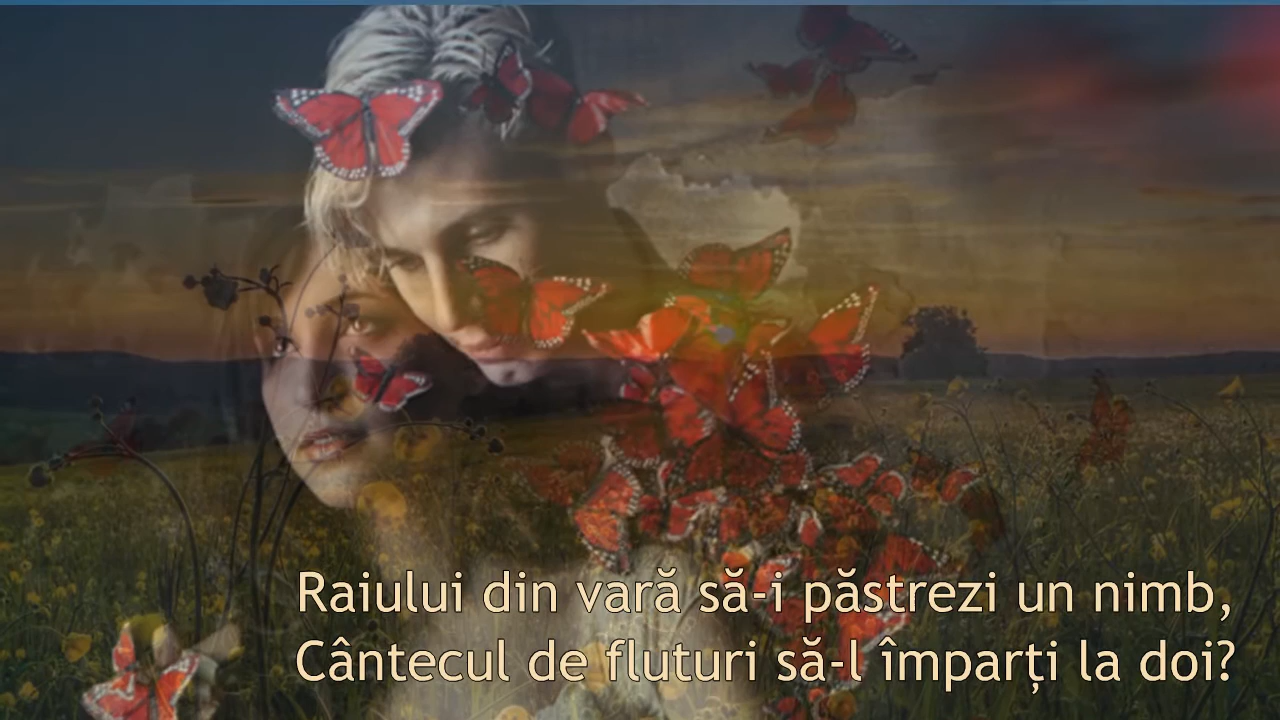 Raiului din vară să-i păstrezi un nimb,
Cântecul de fluturi să-l împarți la doi?